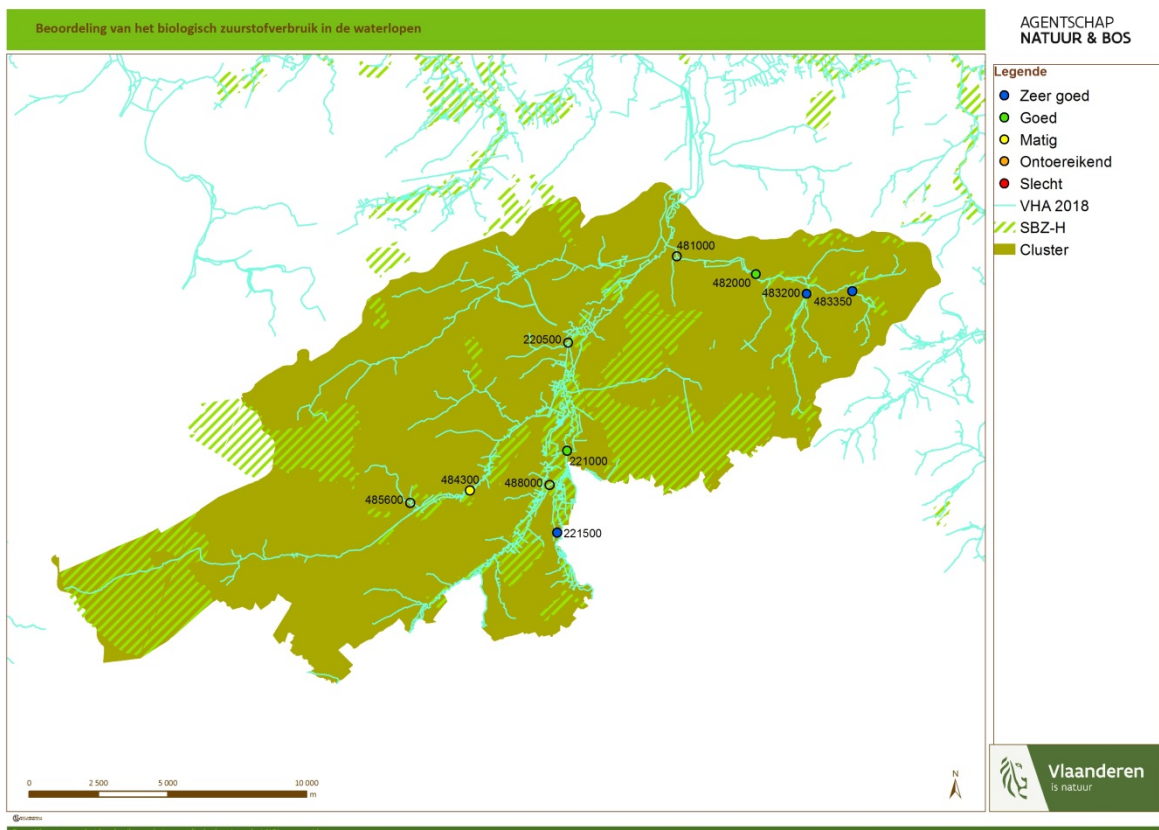 Beoordeling van het biologisch zuurstofverbruik in de waterlopen
AGENTSCHAP
NATUUR & BOS
Legende
Zeer goed
Goed
Matig
Ontoereikend
Slecht
VHA 2018
SBZ-H
Cluster
481000
482000
483200
483350
220500
221000
484300
488000
485600
221500
0
2 500
5 000
10 000
m
N
Vlaanderen
is natuur